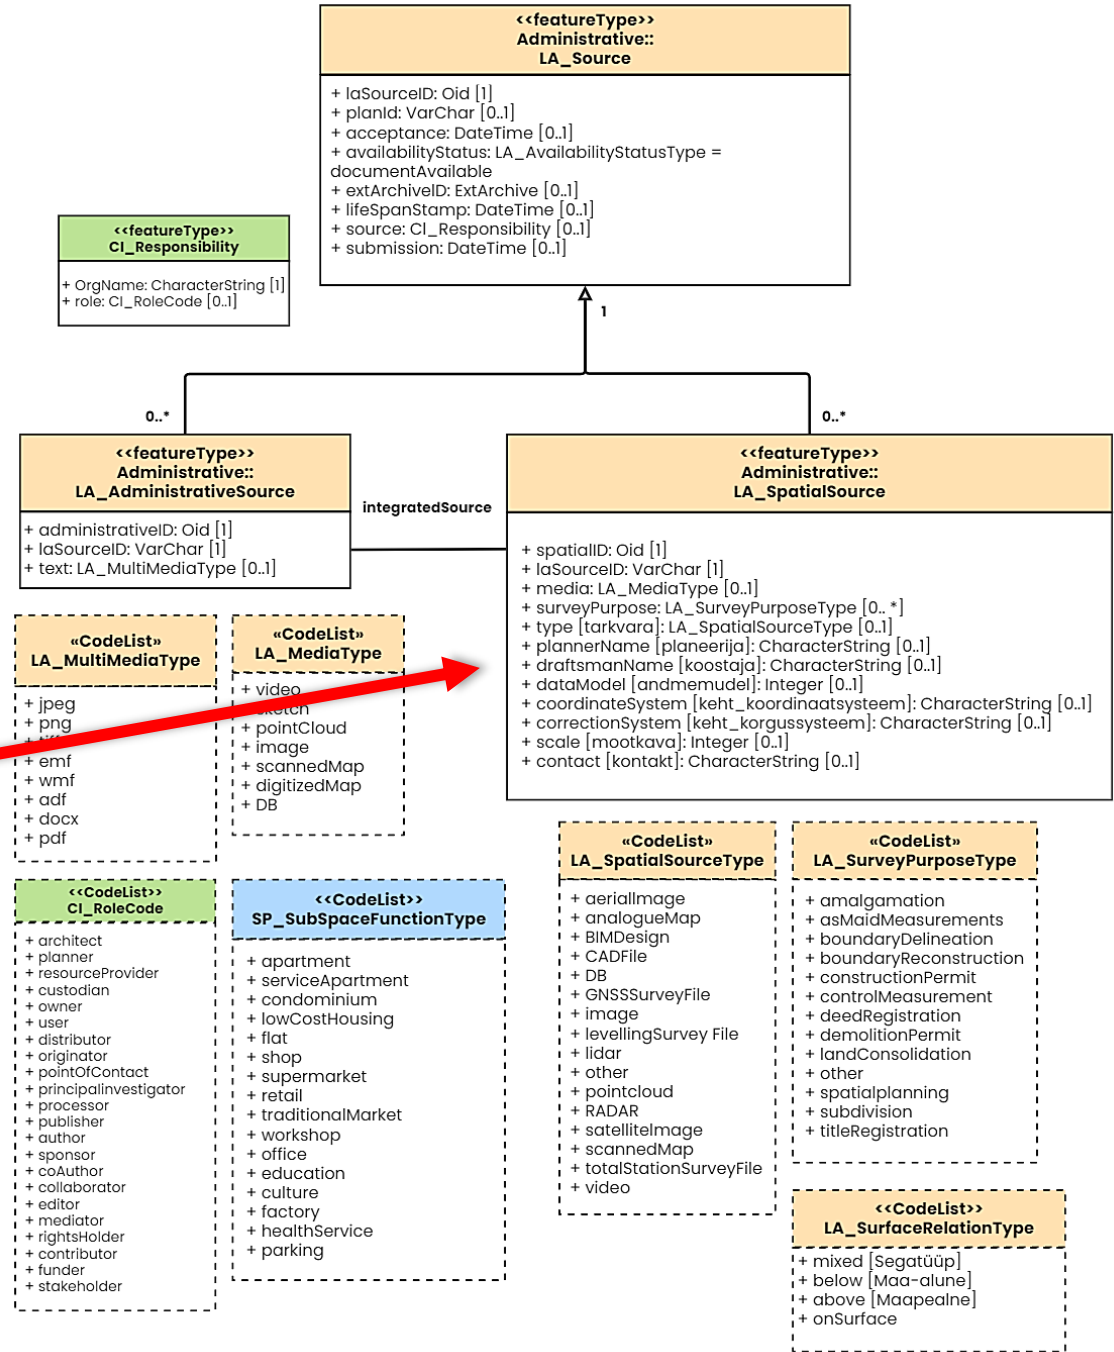 <<featureType>>
Administrative::
LA_Source
+ laSourceID: Oid [1]
+ planId: VarChar [0..1]
+ acceptance: DateTime [0..1]
+ availabilityStatus: LA_AvailabilityStatusType =
documentAvailable
+ extArchiveID: ExtArchive [0..1]
+ lifeSpanStamp: DateTime [0..1]
+ source: CI_Responsibility [0..1]
+ submission: DateTime [0..1]
<<featureType>>
CI_Responsibility
+ OrgName: CharacterString [1]
+ role: CI_RoleCode [0..1]
1
0..*
0..*
<<featureType>>
Administrative::
LA_AdministrativeSource
+ administrativeID: Oid [1]
+ laSourceID: VarChar [1]
+ text: LA_MultiMediaType [0..1]
integratedSource
<<featureType>>
Administrative::
LA_SpatialSource
+ spatialID: Oid [1]
+ laSourceID: VarChar [1]
+ media: LA_MediaType [0..1]
+ surveyPurpose: LA_SurveyPurposeType [0.. *]
+ type [tarkvara]: LA_SpatialSourceType [0..1]
+ plannerName [planeerija]: CharacterString [0..1]
+ draftsmanName [koostaja]: CharacterString [0..1]
+ dataModel [andmemudel]: Integer [0..1]
+ coordinateSystem [keht_koordinaatsysteem]: CharacterString [0..1]
+ correctionSystem [keht_korgussysteem]: CharacterString [0..1]
+ scale [mootkava]: Integer [0..1]
+ contact [kontakt]: CharacterString [0..1]
«CodeList»
LA_MultiMediaType
+ jpeg
+ png
+ tiff
+ emf
+ wmf
+ adf
+ docx
+ pdf
«CodeList»
LA_MediaType
+ video
+ sketch
+ pointCloud
+ image
+ scannedMap
+ digitizedMap
+ DB
<<CodeList>>
CI_RoleCode
+ architect
+ planner
+ resourceProvider
+ custodian
+ owner
+ user
+ distributor
+ originator
+ pointOfContact
+ principalinvestigator
+ processor
+ publisher
+ author
+ sponsor
+ coAuthor
+ collaborator
+ editor
+ mediator
+ rightsHolder
+ contributor
+ funder
+ stakeholder
<<CodeList>>
SP_SubSpaceFunctionType
+ apartment
+ serviceApartment
+ condominium
+ lowCostHousing
+ flat
+ shop
+ supermarket
+ retail
+ traditionalMarket
+ workshop
+ office
+ education
+ culture
+ factory
+ healthService
+ parking
«CodeList»
LA_SpatialSourceType
+ aerialImage
+ analogueMap
+ BIMDesign
+ CADFile
+ DB
+ GNSSSurveyFile
+ image
+ levellingSurvey File
+ lidar
+ other
+ pointcloud
+ RADAR
+ satelliteImage
+ scannedMap
+ totalStationSurveyFile
+ video
«CodeList»
LA_SurveyPurposeType
+ amalgamation
+ asMaidMeasurements
+ boundaryDelineation
+ boundaryReconstruction
+ constructionPermit
+ controlMeasurement
+ deedRegistration
+ demolitionPermit
+ landConsolidation
+ other
+ spatialplanning
+ subdivision
+ titleRegistration
<<CodeList>>
LA_SurfaceRelationType
+ mixed [Segatüüp]
+ below [Maa-alune]
+ above [Maapealne]
+ onSurface